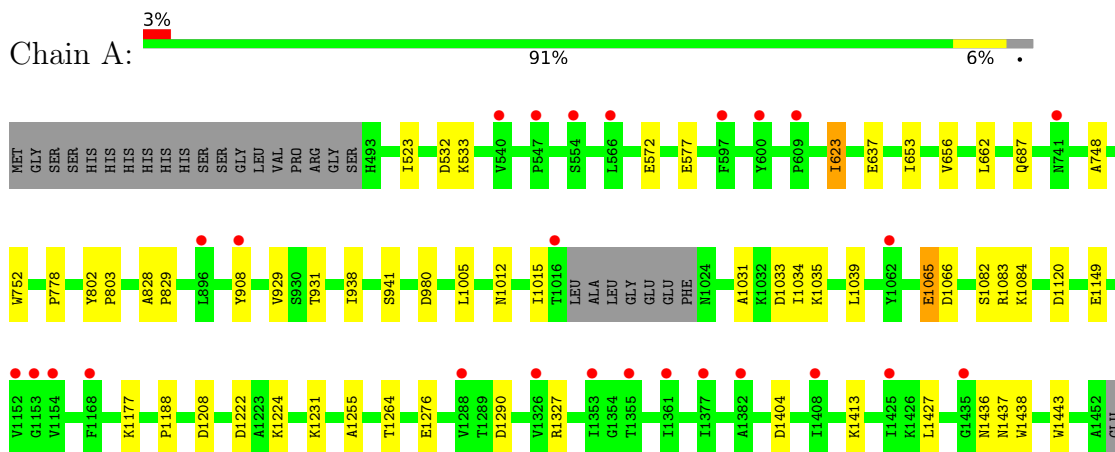 3%
Chain A:
91% 6% •
MET GLY SER SER HIS HIS HIS HIS HIS HIS SER SER GLY LEU VAL PRO ARG GLY SER H493 I523 D532 K533 V540 P547 S554 L566 E572 E577 F597 Y600 P609 I623 E637 I653 V656 L662 Q687 N741 A748
W752 P778 Y802 P803 A828 P829 L896 Y908 V929 S930 T931 I938 S941 D980 L1005 N1012 I1015 T1016 LEU ALA LEU GLY GLU GLU PHE N1024 A1031 K1032 D1033 I1034 K1035 L1039 Y1062 E1065 D1066 S1082 R1083 K1084 D1120 E1149
V1152 G1153 V1154 F1168 K1177 P1188 D1208 D1222 A1223 K1224 K1231 A1255 T1264 E1276 V1288 T1289 D1290 V1326 R1327 I1353 G1354 T1355 I1361 I1377 A1382 D1404 I1408 K1413 I1425 K1426 L1427 G1435 N1436 N1437 W1438 W1443 A1452 GLU